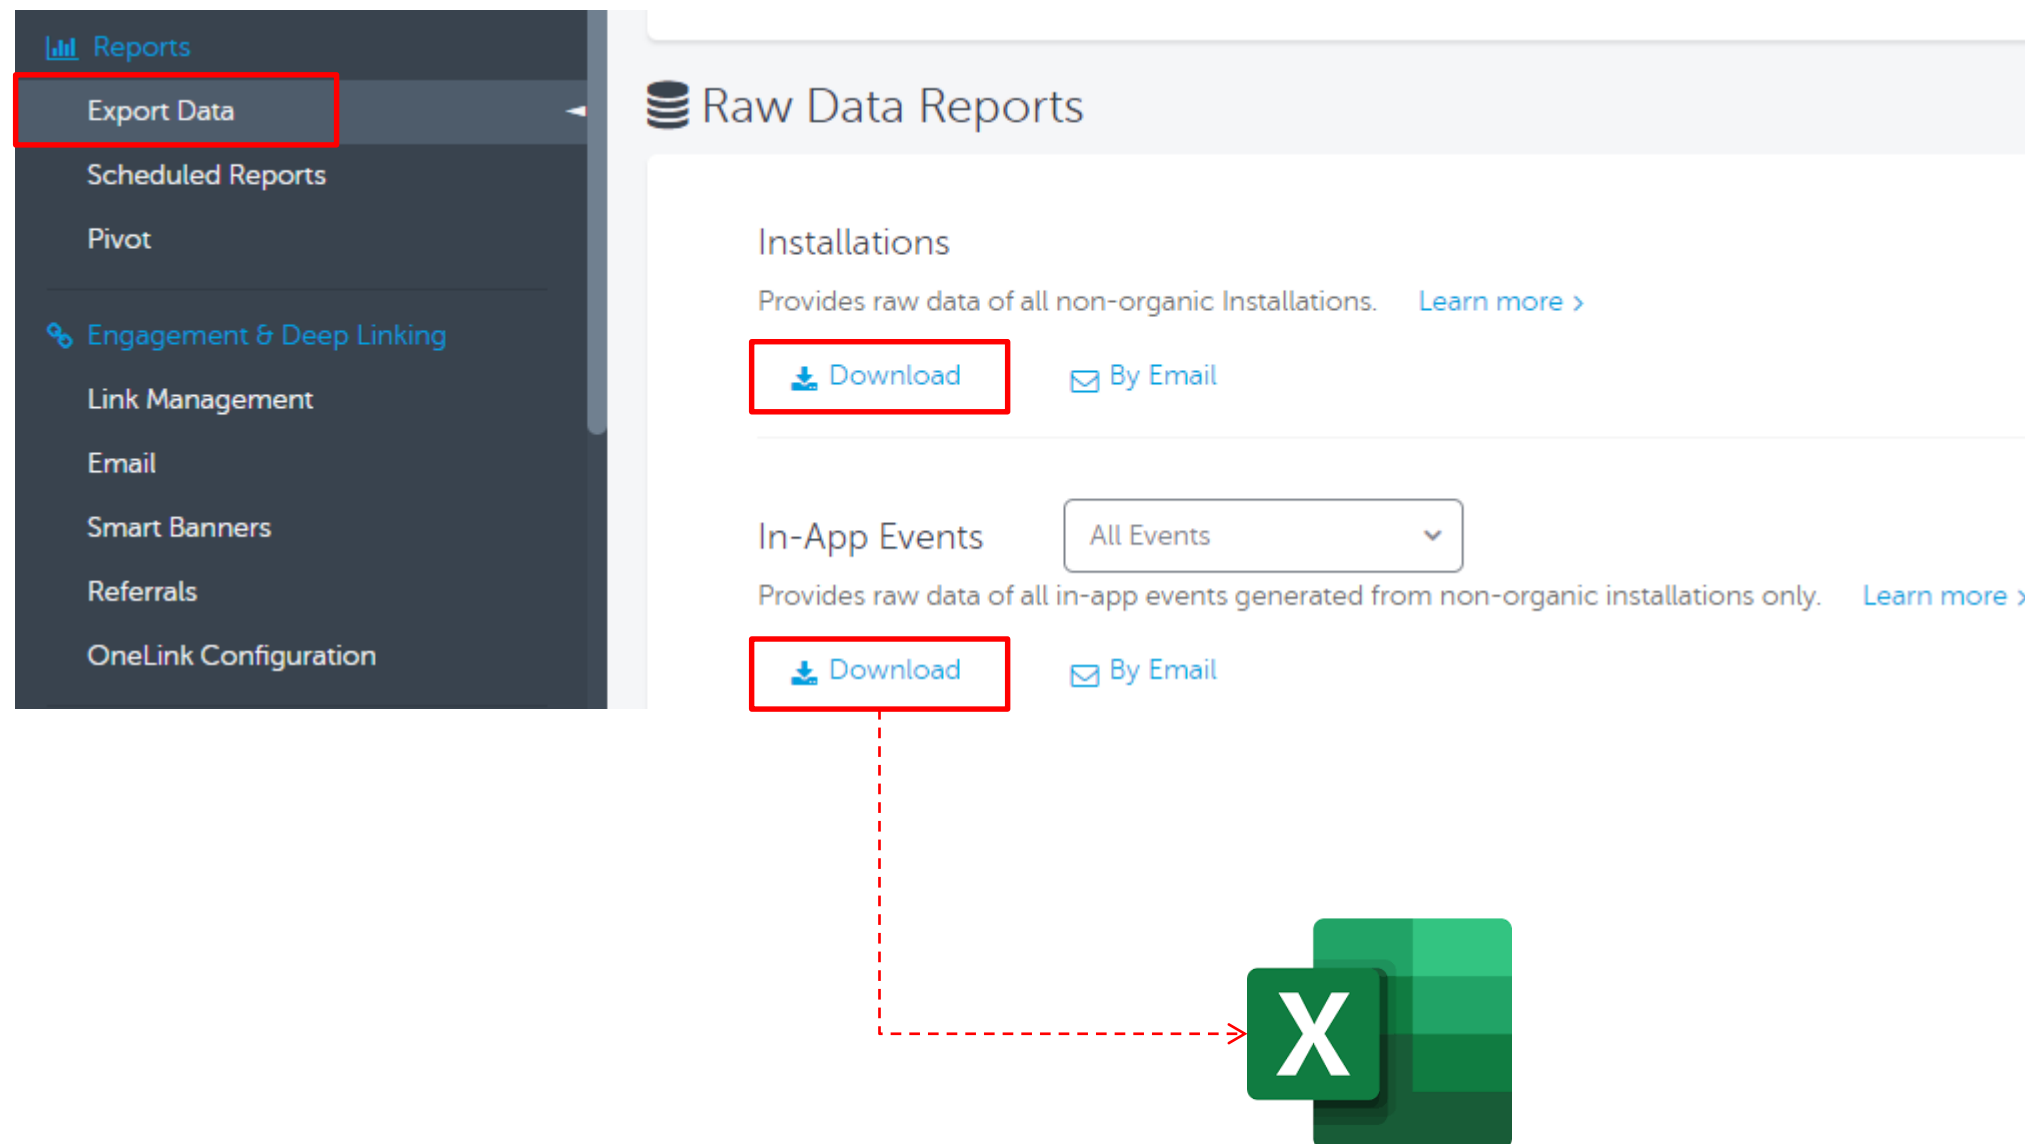 Reports
Export Data
Scheduled Reports
Pivot
Engagement & Deep Linking
Link Management
Email
Smart Banners
Referrals
OneLink Configuration
Raw Data Reports
Installations
Provides raw data of all non-organic Installations. Learn more >
Download By Email
In-App Events All Events
Provides raw data of all in-app events generated from non-organic installations only. Learn more >
Download By Email
X